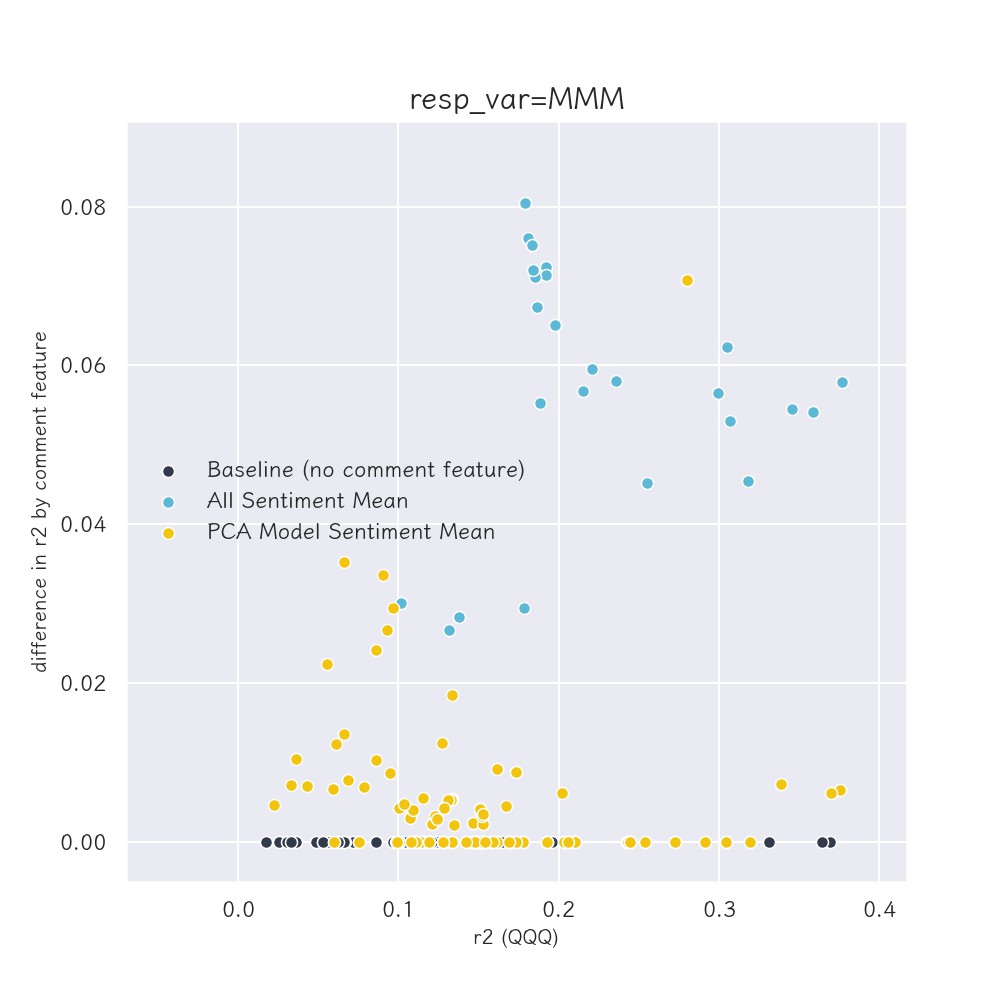 resp_var=MMM
0.08
0.06
0.04
0.02
0.00
difference in r2 by comment feature
Baseline (no comment feature)
All Sentiment Mean
PCA Model Sentiment Mean
0.0 0.1 0.2 0.3 0.4
r2 (QQQ)